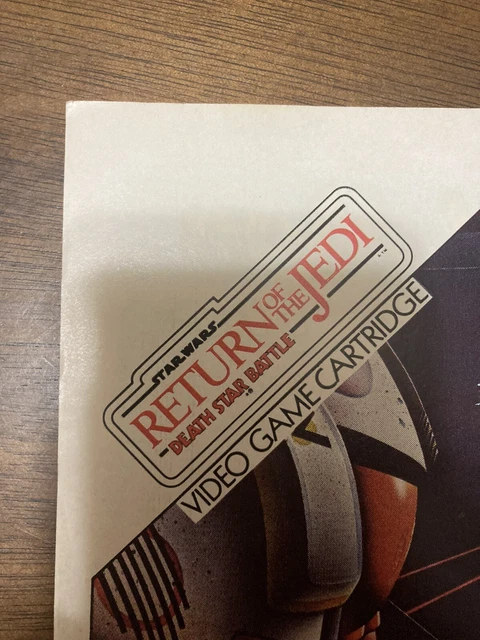 STAR WARS
RETURN OF THE JEDI
DEATH STAR BATTLE
VIDEO GAME CARTRIDGE